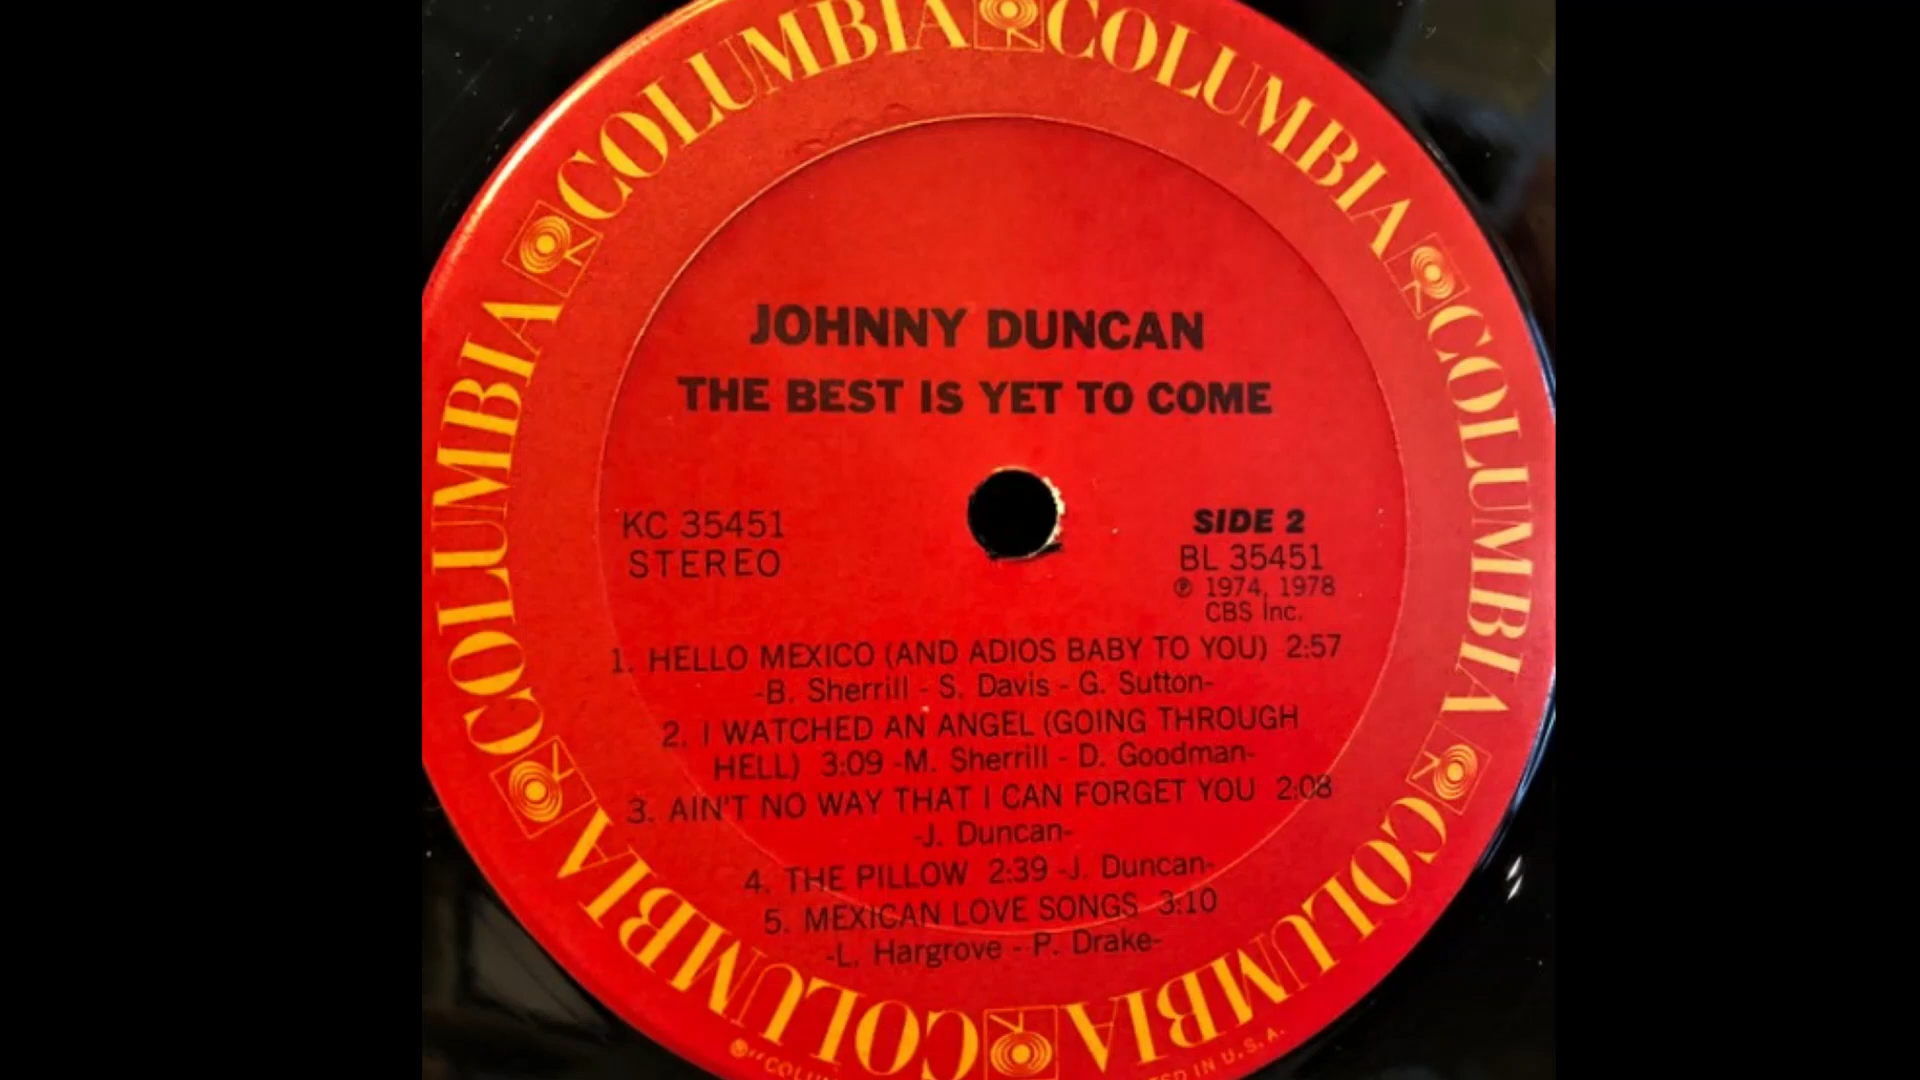 COLUMBIA COLUMBIA COLUMBIA COLUMBIA COLUMBIA COLUMBIA
JOHNNY DUNCAN
THE BEST IS YET TO COME
KC 35451
STEREO
SIDE 2
BL 35451
℗ 1974, 1978
CBS Inc.
1. HELLO MEXICO (AND ADIOS BABY TO YOU) 2:57
-B. Sherrill - S. Davis - G. Sutton-
2. I WATCHED AN ANGEL (GOING THROUGH
HELL) 3:09 -M. Sherrill - D. Goodman-
3. AIN'T NO WAY THAT I CAN FORGET YOU 2:08
-J. Duncan-
4. THE PILLOW 2:39 -J. Duncan-
5. MEXICAN LOVE SONGS 3:10
-L. Hargrove - P. Drake-
IN U.S.A.